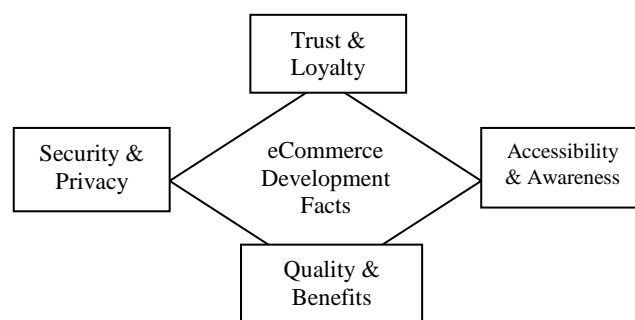 Trust &
Loyalty
Security &
Privacy
eCommerce
Development
Facts
Accessibility
& Awareness
Quality &
Benefits